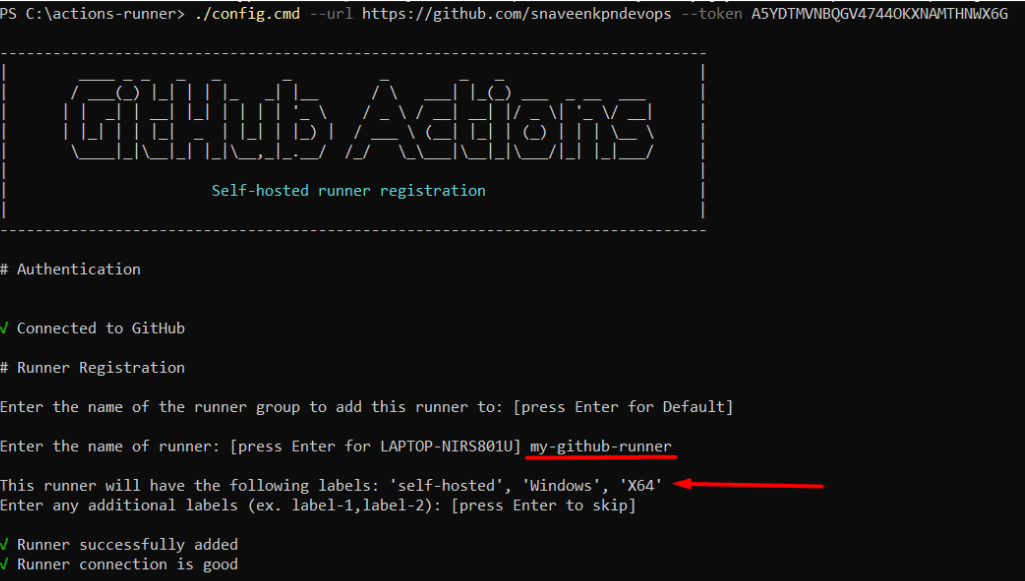 PS C:\actions-runner> ./config.cmd --url https://github.com/snaveenkpndevops --token A5YDTMVNBQGV4744OKXNAMTHNWX6G
GitHub Actions
Self-hosted runner registration
# Authentication
√ Connected to GitHub
# Runner Registration
Enter the name of the runner group to add this runner to: [press Enter for Default]
Enter the name of runner: [press Enter for LAPTOP-NIRS801U] my-github-runner
This runner will have the following labels: 'self-hosted', 'Windows', 'X64'
Enter any additional labels (ex. label-1,label-2): [press Enter to skip]
√ Runner successfully added
√ Runner connection is good